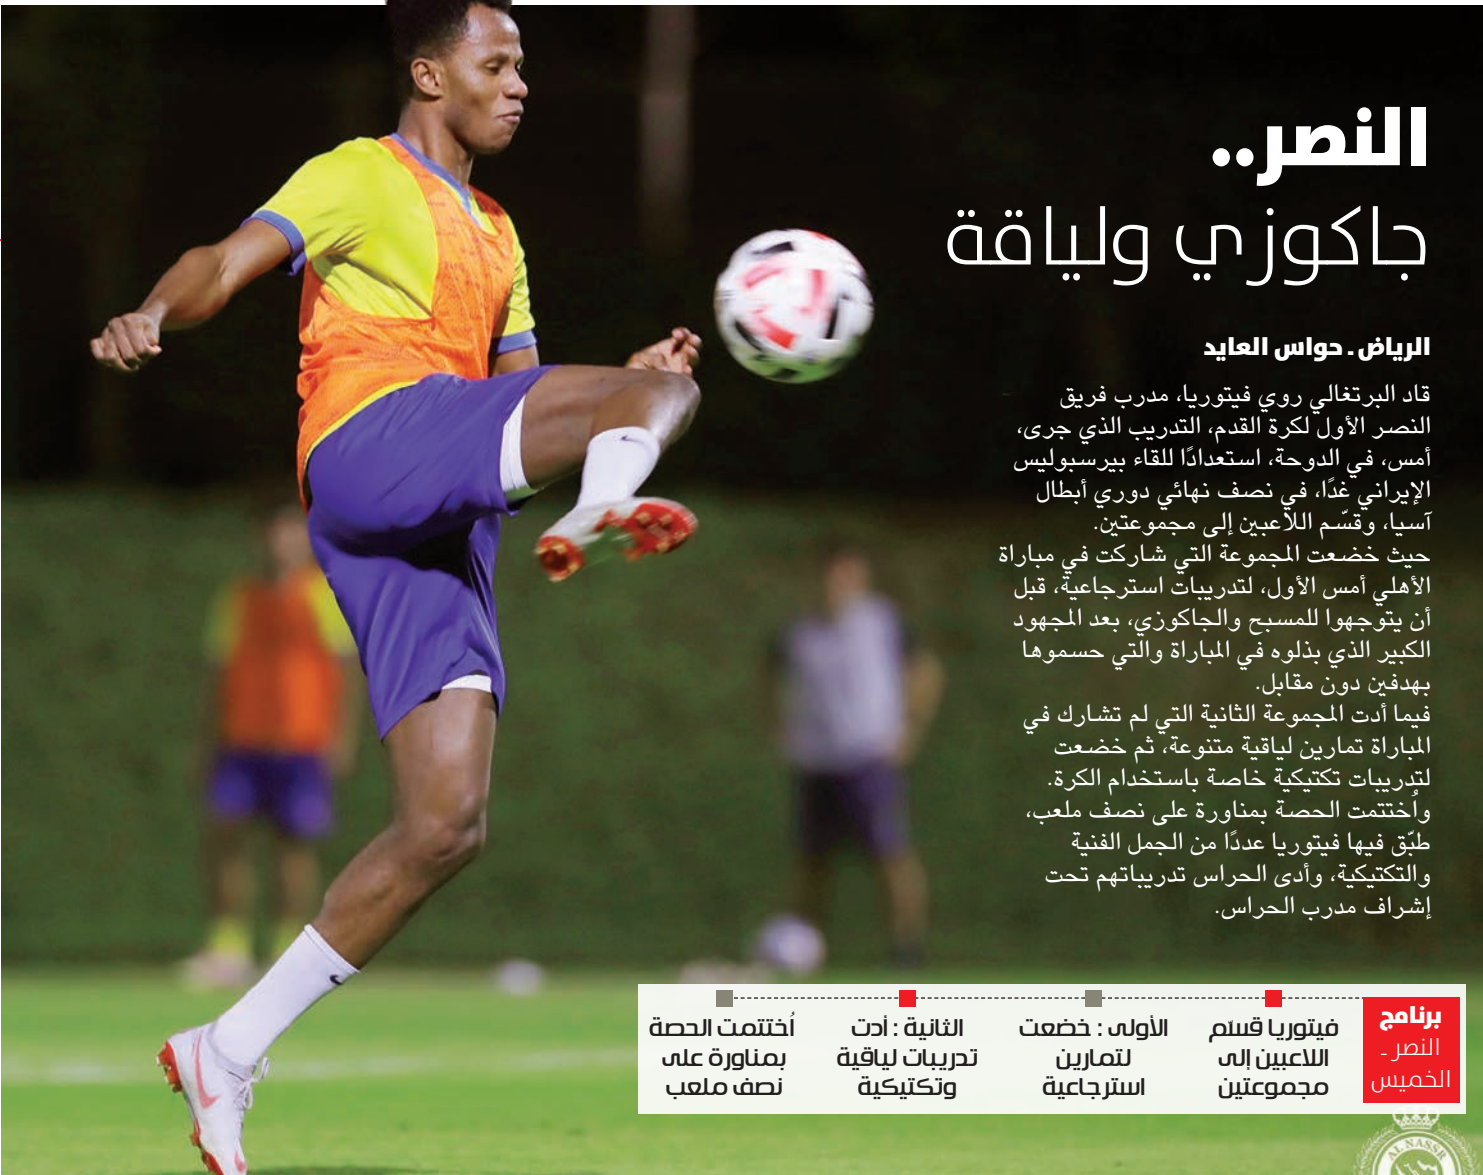 النصر..
جاكوزي ولياقة
الرياض. حواس العايد
قاد البرتغالي روي فيتوريا، مدرب فريق
النصر الأول لكرة القدم، التدريب الذي جرى،
أمس، في الدوحة، استعدادًا للقاء بيرسبوليس
الإيراني غدًا، في نصف نهائي دوري أبطال
آسيا، وقسّم اللاعبين إلى مجموعتين.
حيث خضعت المجموعة التي شاركت في مباراة
الأهلي أمس الأول، لتدريبات استرجاعية، قبل
أن يتوجهوا للمسبح والجاكوزي، بعد المجهود
الكبير الذي بذلوه في المباراة والتي حسموها
بهدفين دون مقابل.
فيما أدت المجموعة الثانية التي لم تشارك في
المباراة تمارين لياقية متنوعة، ثم خضعت
لتدريبات تكتيكية خاصة باستخدام الكرة.
واُختتمت الحصة بمناورة على نصف ملعب،
طبّق فيها فيتوريا عددًا من الجمل الفنية
والتكتيكية، وأدى الحراس تدريباتهم تحت
إشراف مدرب الحراس.
برنامج
النصر ـ
الخميس
فيتوريا قسّم
اللاعبين إلى
مجموعتين
الأولى : خضعت
لتمارين
استرجاعية
الثانية : أدت
تدريبات لياقية
وتكتيكية
اُختتمت الحصة
بمناورة على
نصف ملعب
AL NASSR